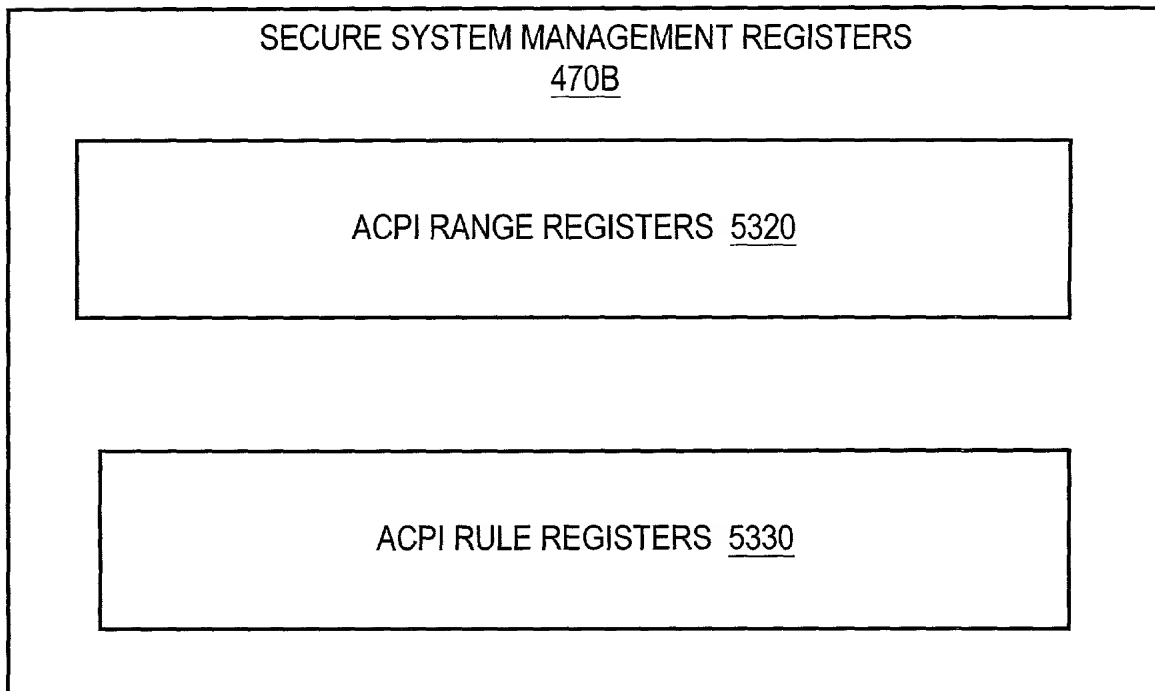 SECURE SYSTEM MANAGEMENT REGISTERS
470B
ACPI RANGE REGISTERS 5320
ACPI RULE REGISTERS 5330